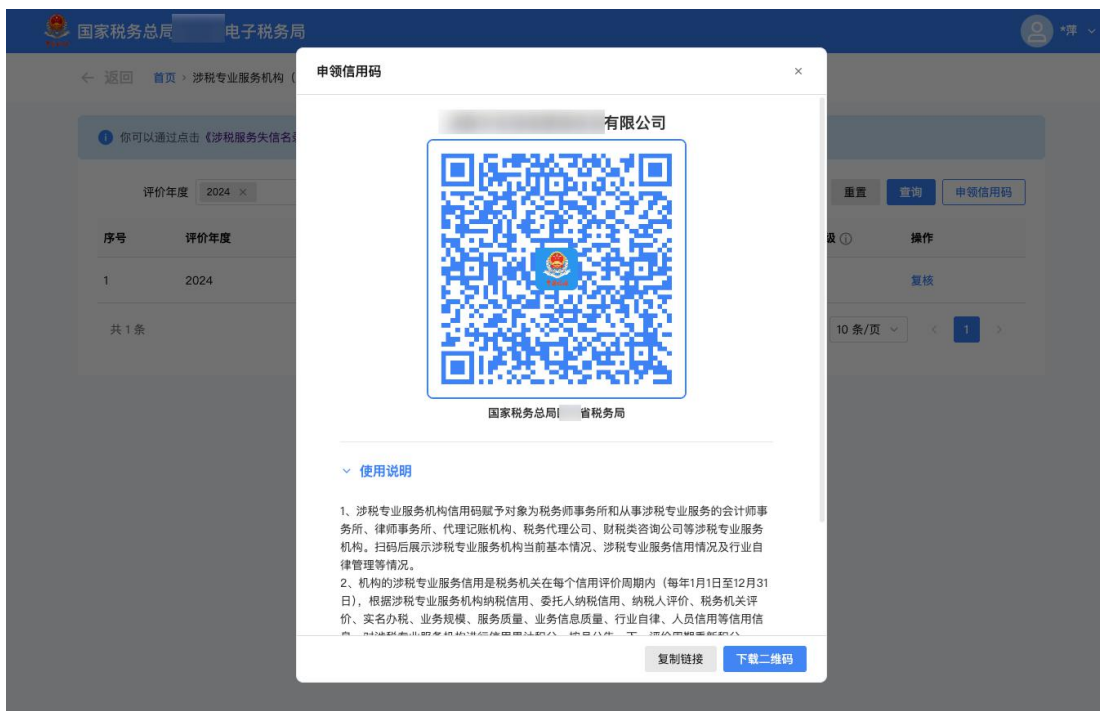 国家税务总局 电子税务局
*萍
← 返回 首页 > 涉税专业服务机构（
申领信用码 ×
有限公司
你可以通过点击《涉税服务失信名
评价年度 2024 × 重置 查询 申领信用码
序号 评价年度 级 操作
1 2024 复核
共 1 条 10 条/页 < 1 >
国家税务总局 省税务局
使用说明
1、涉税专业服务机构信用码赋予对象为税务师事务所和从事涉税专业服务的会计师事
务所、律师事务所、代理记账机构、税务代理公司、财税类咨询公司等涉税专业服务
机构。扫码后展示涉税专业服务机构当前基本情况、涉税专业服务信用情况及行业自
律管理等情况。
2、机构的涉税专业服务信用是税务机关在每个信用评价周期内（每年1月1日至12月31
日），根据涉税专业服务机构纳税信用、委托人纳税信用、纳税人评价、税务机关评
价、实名办税、业务规模、服务质量、业务信息质量、行业自律、人员信用等信用信
复制链接 下载二维码